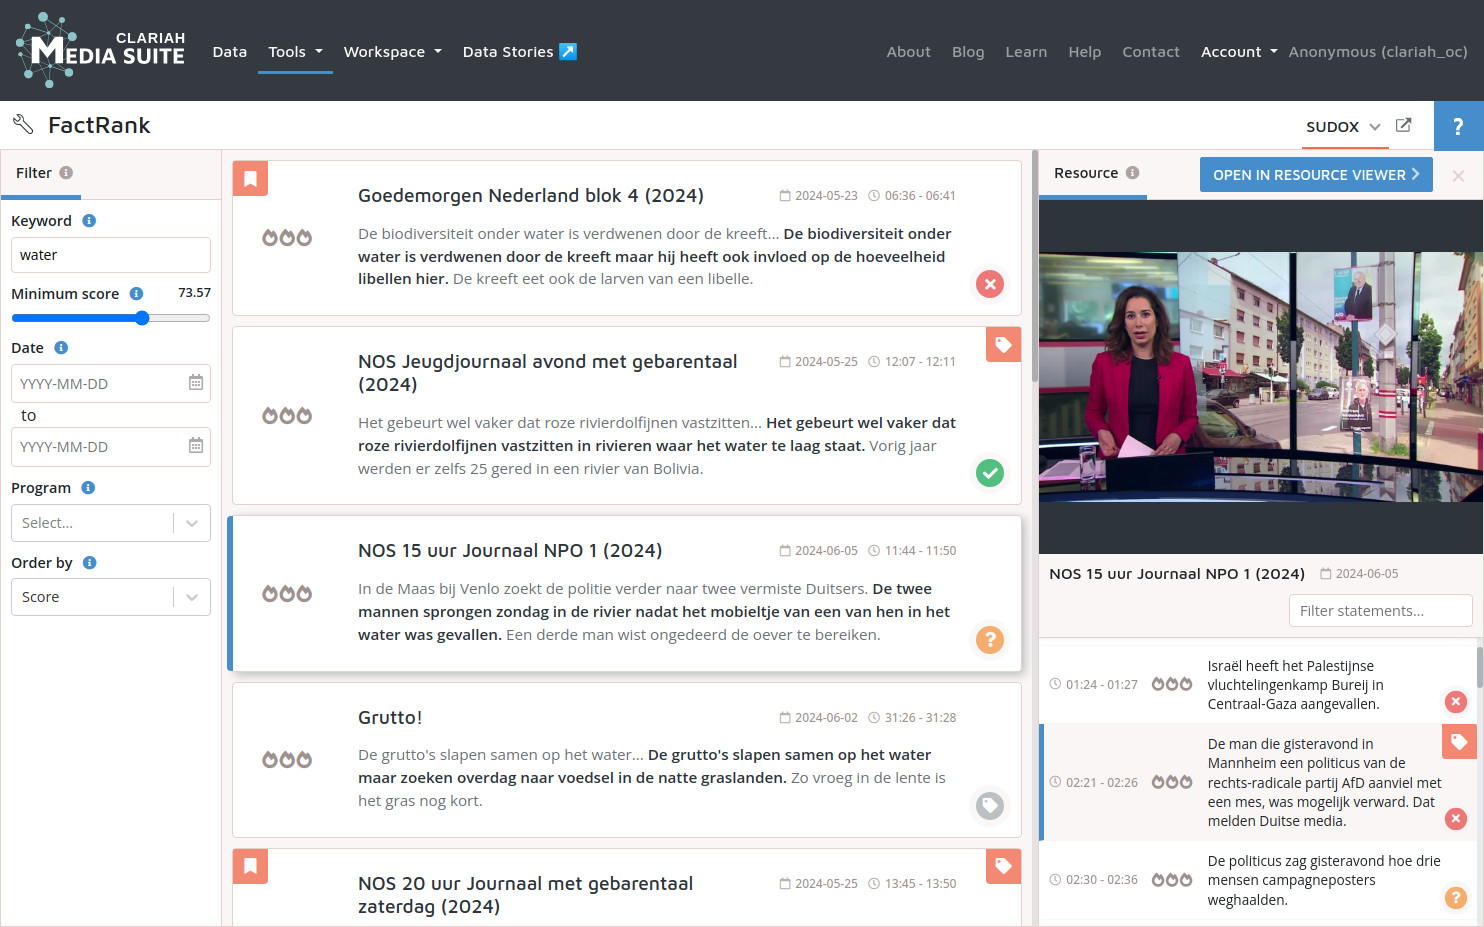 CLARIAH
MEDIA SUITE
Data
Tools
Workspace
Data Stories
About
Blog
Learn
Help
Contact
Account
Anonymous (clariah_oc)
FactRank
SUDOX
?
Filter
Keyword
water
Minimum score
73.57
Date
YYYY-MM-DD
to
YYYY-MM-DD
Program
Select...
Order by
Score
Goedemorgen Nederland blok 4 (2024)
2024-05-23
06:36 - 06:41
De biodiversiteit onder water is verdwenen door de kreeft... De biodiversiteit onder
water is verdwenen door de kreeft maar hij heeft ook invloed op de hoeveelheid
libellen hier. De kreeft eet ook de larven van een libelle.
NOS Jeugdjournaal avond met gebarentaal
(2024)
2024-05-25
12:07 - 12:11
Het gebeurt wel vaker dat roze rivierdolfijnen vastzitten... Het gebeurt wel vaker dat
roze rivierdolfijnen vastzitten in rivieren waar het water te laag staat. Vorig jaar
werden er zelfs 25 gered in een rivier van Bolivia.
NOS 15 uur Journaal NPO 1 (2024)
2024-06-05
11:44 - 11:50
In de Maas bij Venlo zoekt de politie verder naar twee vermiste Duitsers. De twee
mannen sprongen zondag in de rivier nadat het mobieltje van een van hen in het
water was gevallen. Een derde man wist ongedeerd de oever te bereiken.
?
Grutto!
2024-06-02
31:26 - 31:28
De grutto's slapen samen op het water... De grutto's slapen samen op het water
maar zoeken overdag naar voedsel in de natte graslanden. Zo vroeg in de lente is
het gras nog kort.
NOS 20 uur Journaal met gebarentaal
zaterdag (2024)
2024-05-25
13:45 - 13:50
Resource
OPEN IN RESOURCE VIEWER
AfD
NOS 15 uur Journaal NPO 1 (2024)
2024-06-05
Filter statements...
01:24 - 01:27
Israël heeft het Palestijnse
vluchtelingenkamp Bureij in
Centraal-Gaza aangevallen.
02:21 - 02:26
De man die gisteravond in
Mannheim een politicus van de
rechts-radicale partij AfD aanviel met
een mes, was mogelijk verward. Dat
melden Duitse media.
02:30 - 02:36
De politicus zag gisteravond hoe drie
mensen campagneposters
weghaalden.
?